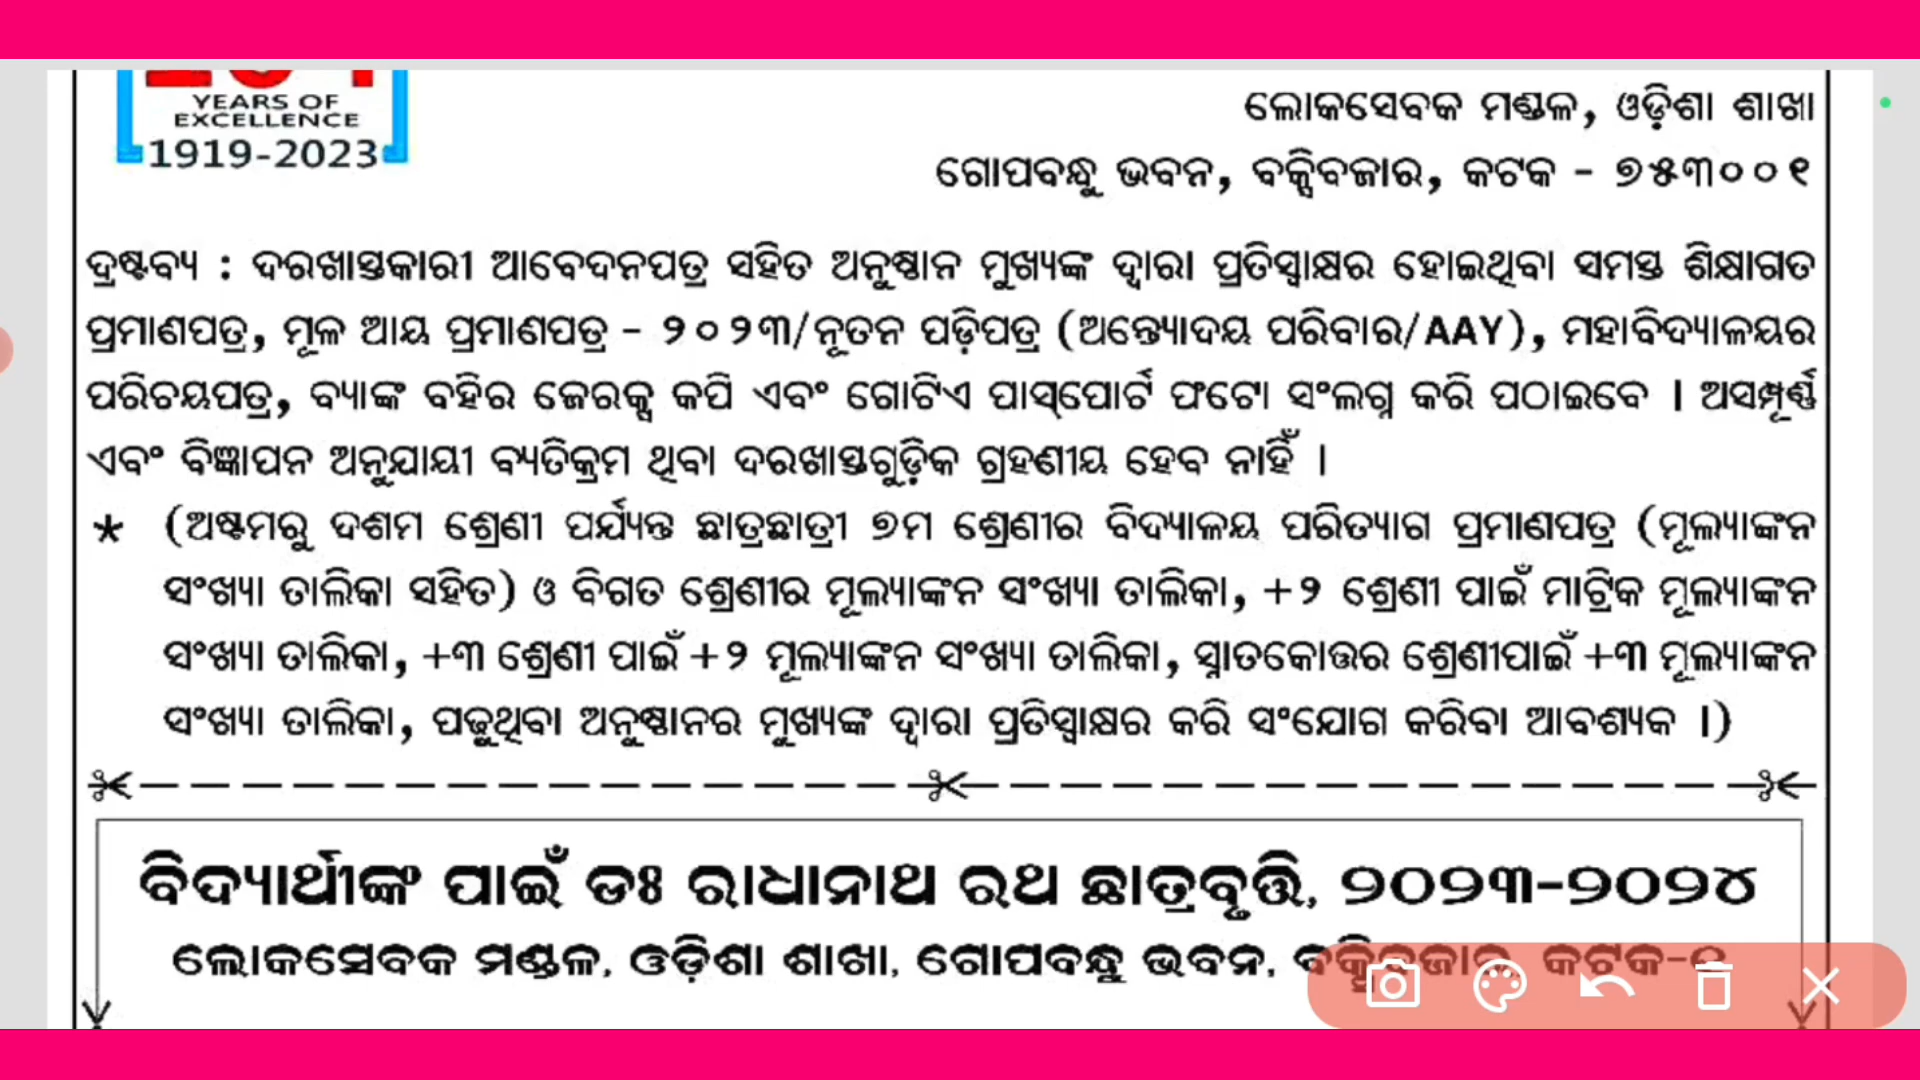 YEARS OF
EXCELLENCE
1919-2023
ଲୋକସେବକ ମଣ୍ଡଳ, ଓଡ଼ିଶା ଶାଖା
ଗୋପବନ୍ଧୁ ଭବନ, ବକ୍ସିବଜାର, କଟକ - ୭୫୩୦୦୧
ଦ୍ରଷ୍ଟବ୍ୟ : ଦରଖାସ୍ତକାରୀ ଆବେଦନପତ୍ର ସହିତ ଅନୁଷ୍ଠାନ ମୁଖ୍ୟଙ୍କ ଦ୍ୱାରା ପ୍ରତିସ୍ୱାକ୍ଷର ହୋଇଥିବା ସମସ୍ତ ଶିକ୍ଷାଗତ
ପ୍ରମାଣପତ୍ର, ମୂଳ ଆୟ ପ୍ରମାଣପତ୍ର - ୨୦୨୩/ନୂତନ ପଡ଼ିପତ୍ର (ଅନ୍ତ୍ୟୋଦୟ ପରିବାର/AAY), ମହାବିଦ୍ୟାଳୟର
ପରିଚୟପତ୍ର, ବ୍ୟାଙ୍କ ବହିର ଜେରକ୍ସ କପି ଏବଂ ଗୋଟିଏ ପାସ୍‌ପୋର୍ଟ ଫଟୋ ସଂଲଗ୍ନ କରି ପଠାଇବେ । ଅସମ୍ପୂର୍ଣ୍ଣ
ଏବଂ ବିଜ୍ଞାପନ ଅନୁଯାୟୀ ବ୍ୟତିକ୍ରମ ଥିବା ଦରଖାସ୍ତଗୁଡ଼ିକ ଗ୍ରହଣୀୟ ହେବ ନାହିଁ ।
* (ଅଷ୍ଟମରୁ ଦଶମ ଶ୍ରେଣୀ ପର୍ଯ୍ୟନ୍ତ ଛାତ୍ରଛାତ୍ରୀ ୭ମ ଶ୍ରେଣୀର ବିଦ୍ୟାଳୟ ପରିତ୍ୟାଗ ପ୍ରମାଣପତ୍ର (ମୂଲ୍ୟାଙ୍କନ
ସଂଖ୍ୟା ତାଲିକା ସହିତ) ଓ ବିଗତ ଶ୍ରେଣୀର ମୂଲ୍ୟାଙ୍କନ ସଂଖ୍ୟା ତାଲିକା, +୨ ଶ୍ରେଣୀ ପାଇଁ ମାଟ୍ରିକ ମୂଲ୍ୟାଙ୍କନ
ସଂଖ୍ୟା ତାଲିକା, +୩ ଶ୍ରେଣୀ ପାଇଁ +୨ ମୂଲ୍ୟାଙ୍କନ ସଂଖ୍ୟା ତାଲିକା, ସ୍ନାତକୋତ୍ତର ଶ୍ରେଣୀପାଇଁ +୩ ମୂଲ୍ୟାଙ୍କନ
ସଂଖ୍ୟା ତାଲିକା, ପଢୁଥିବା ଅନୁଷ୍ଠାନର ମୁଖ୍ୟଙ୍କ ଦ୍ୱାରା ପ୍ରତିସ୍ୱାକ୍ଷର କରି ସଂଯୋଗ କରିବା ଆବଶ୍ୟକ ।)
ବିଦ୍ୟାର୍ଥୀଙ୍କ ପାଇଁ ଡଃ ରାଧାନାଥ ରଥ ଛାତ୍ରବୃତ୍ତି, ୨୦୨୩-୨୦୨୪
ଲୋକସେବକ ମଣ୍ଡଳ, ଓଡ଼ିଶା ଶାଖା, ଗୋପବନ୍ଧୁ ଭବନ, ବକ୍ସିବଜାର, କଟକ-୧